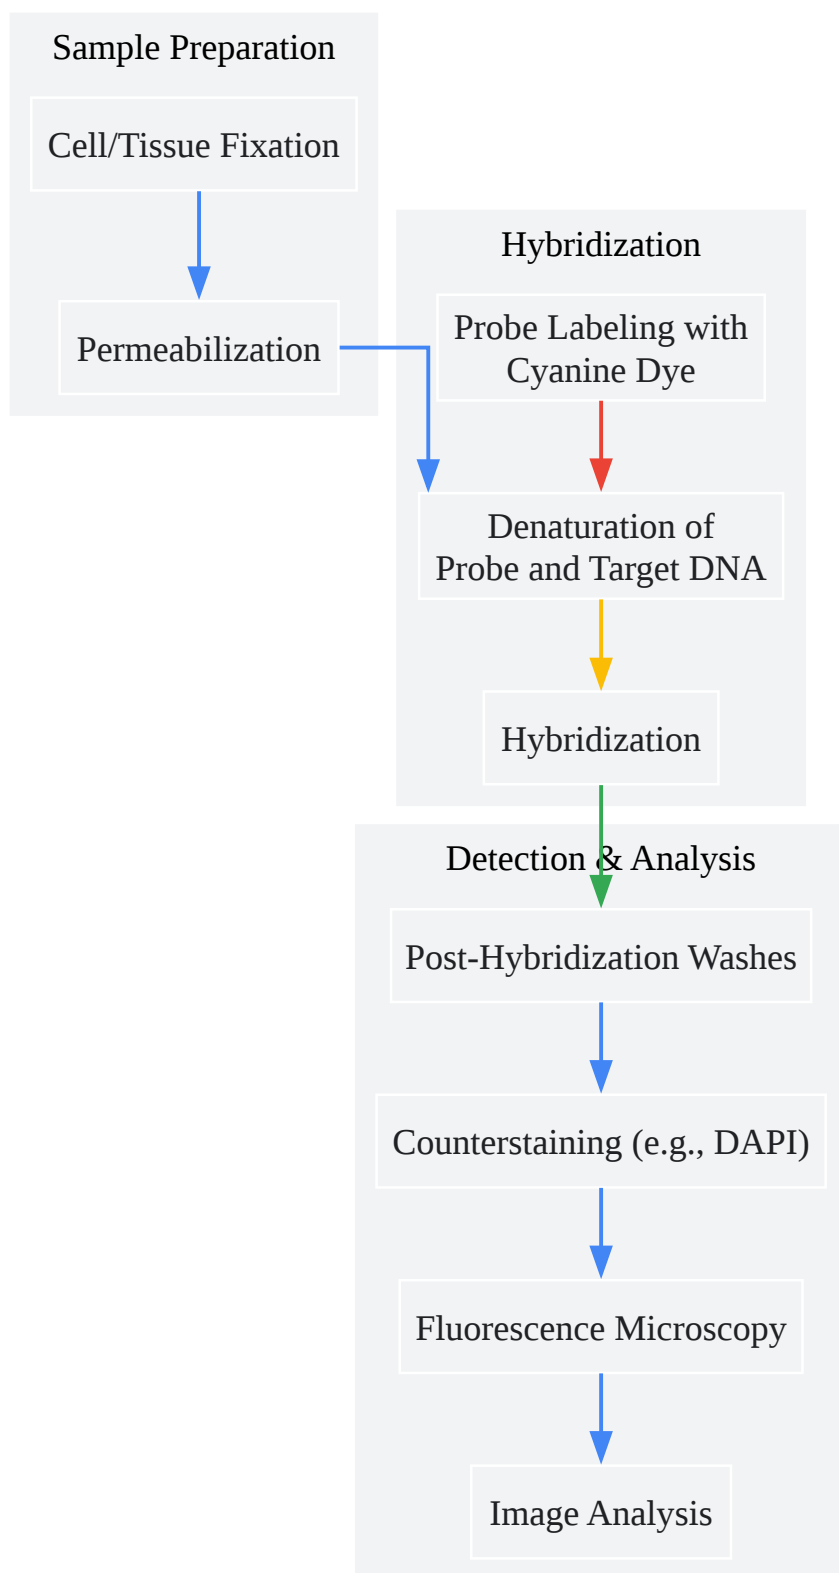 Sample Preparation
Cell/Tissue Fixation
Permeabilization
Hybridization
Probe Labeling with
Cyanine Dye
Denaturation of
Probe and Target DNA
Hybridization
Detection & Analysis
Post-Hybridization Washes
Counterstaining (e.g., DAPI)
Fluorescence Microscopy
Image Analysis